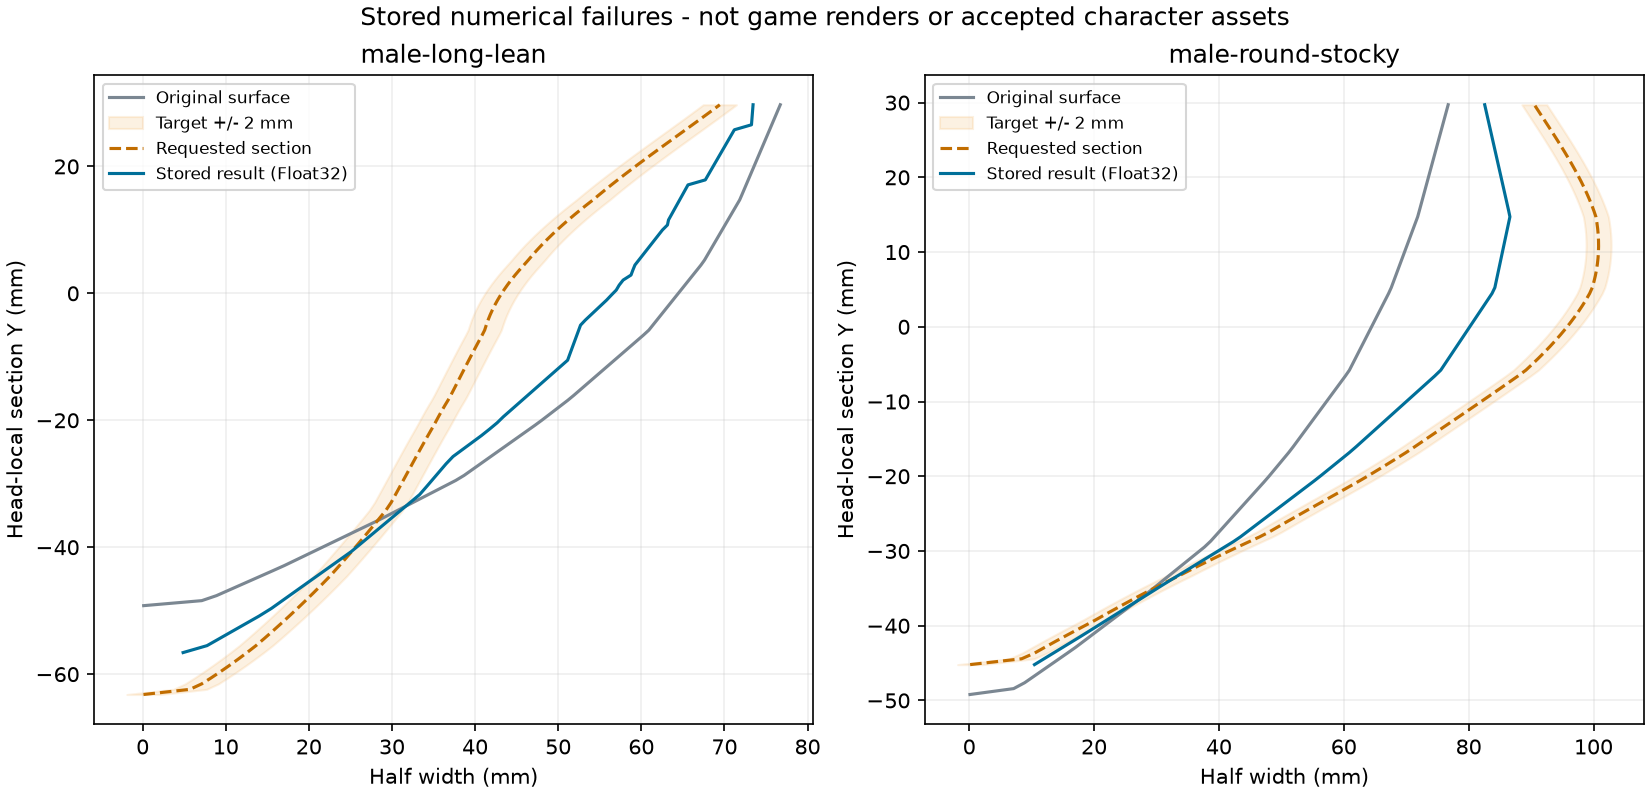 Stored numerical failures - not game renders or accepted character assets
male-long-lean
Original surface
Target +/- 2 mm
Requested section
Stored result (Float32)
20
0
−20
−40
−60
Head-local section Y (mm)
0 10 20 30 40 50 60 70 80
Half width (mm)
male-round-stocky
Original surface
Target +/- 2 mm
Requested section
Stored result (Float32)
30
20
10
0
−10
−20
−30
−40
−50
Head-local section Y (mm)
0 20 40 60 80 100
Half width (mm)